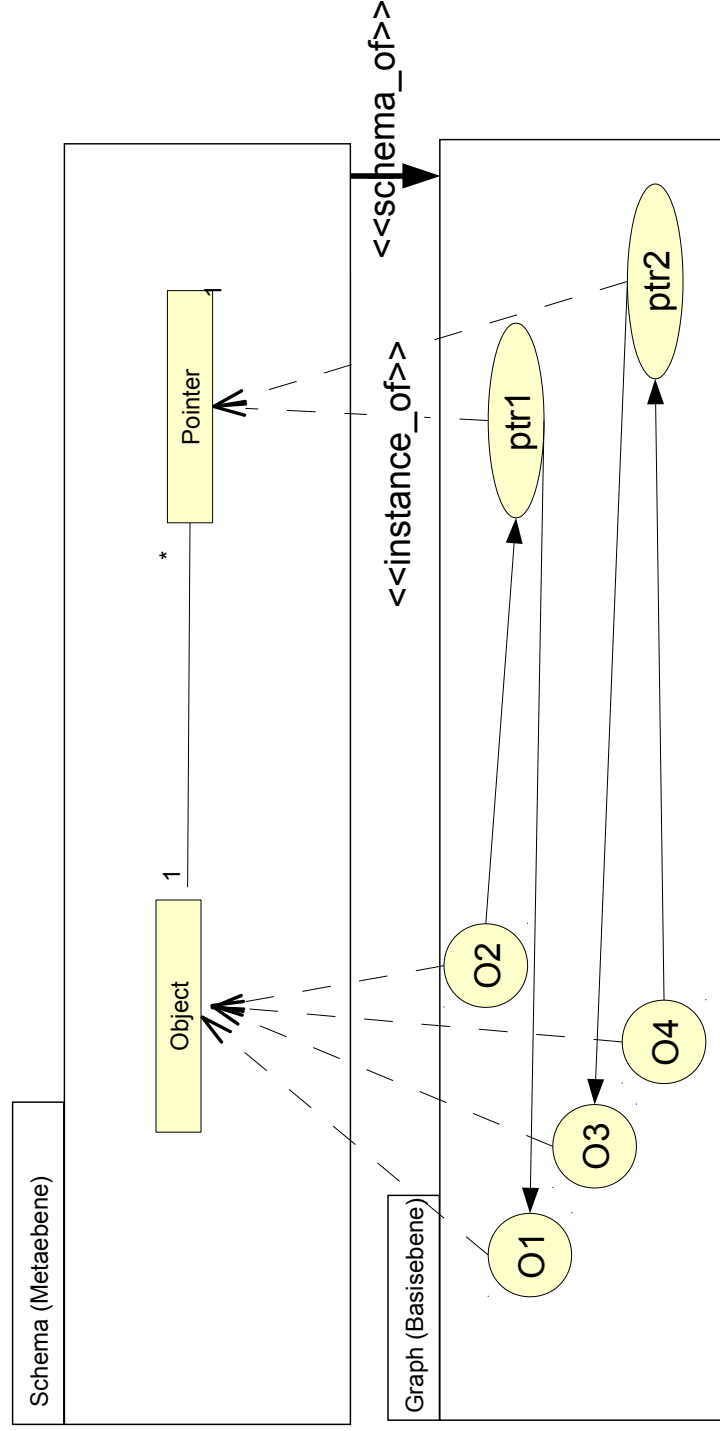 Schema (Metaebene)
Object
1
*
Pointer
1
<<instance_of>>
<<schema_of>>
Graph (Basisebene)
O1
O3
O4
O2
ptr1
ptr2